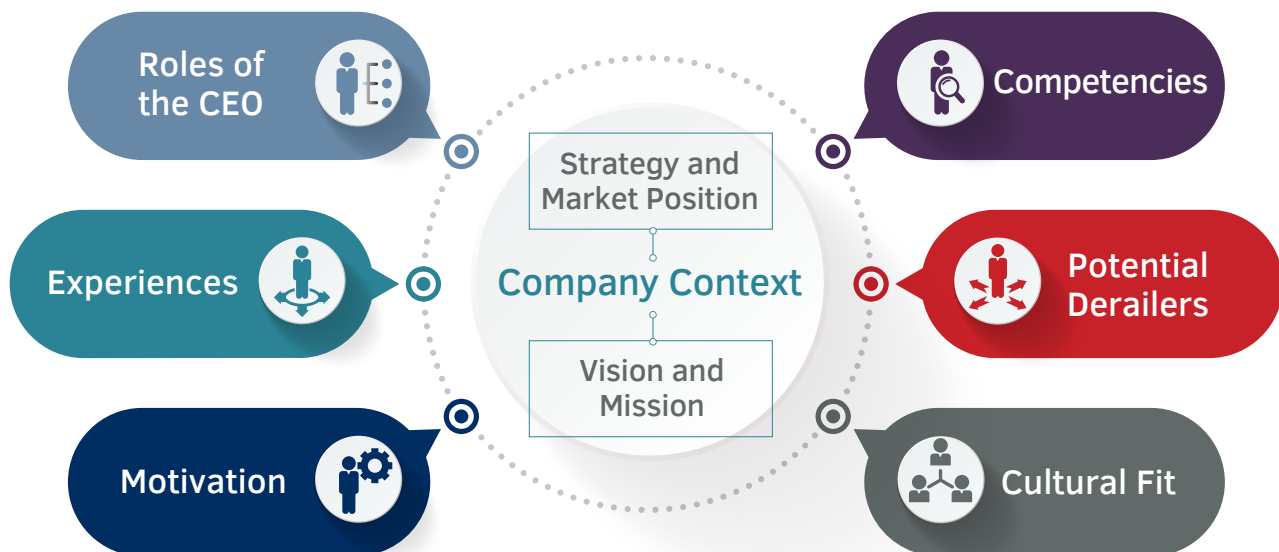 Roles of
the CEO
Experiences
Motivation
Strategy and
Market Position
Company Context
Vision and
Mission
Competencies
Potential
Derailers
Cultural Fit